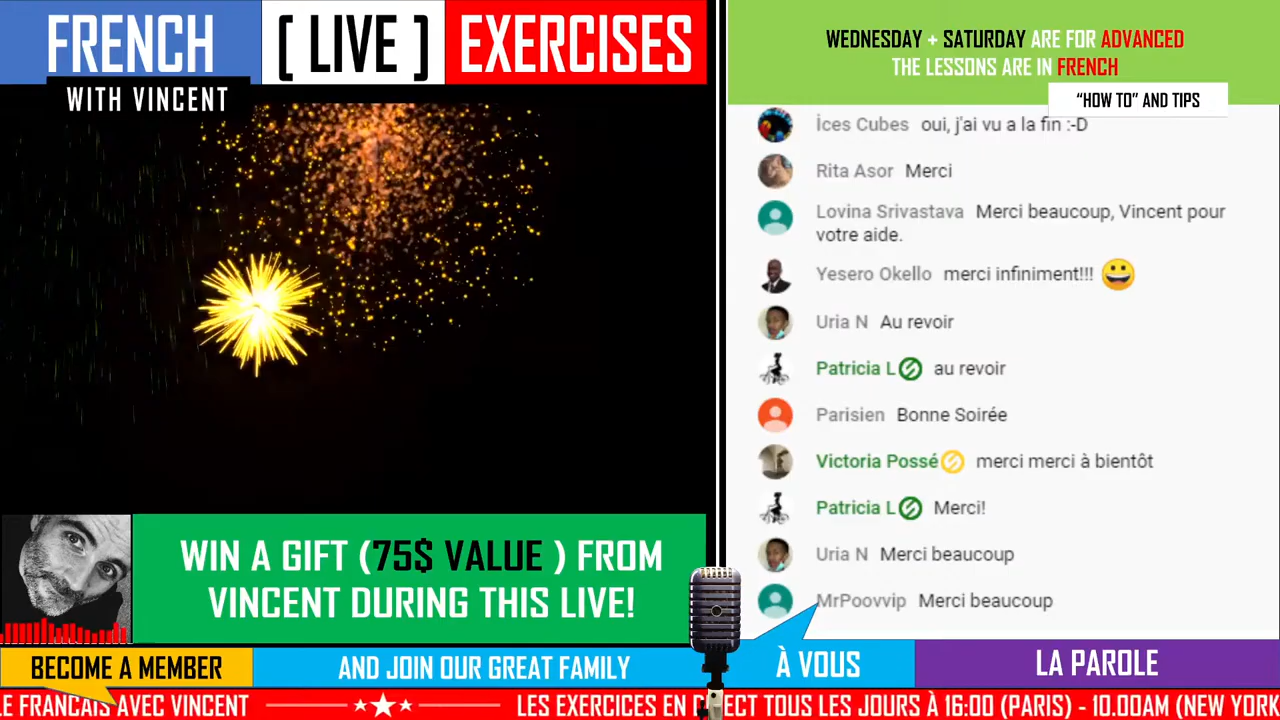 FRENCH [ LIVE ] EXERCISES
WITH VINCENT
WEDNESDAY + SATURDAY ARE FOR ADVANCED
THE LESSONS ARE IN FRENCH
“HOW TO” AND TIPS
İces Cubes oui, j'ai vu a la fin :-D
Rita Asor Merci
Lovina Srivastava Merci beaucoup, Vincent pour
votre aide.
Yesero Okello merci infiniment!!! 😀
Uria N Au revoir
Patricia L au revoir
Parisien Bonne Soirée
Victoria Possé merci merci à bientôt
Patricia L Merci!
Uria N Merci beaucoup
MrPoovvip Merci beaucoup
WIN A GIFT (75$ VALUE ) FROM
VINCENT DURING THIS LIVE!
BECOME A MEMBER
AND JOIN OUR GREAT FAMILY
À VOUS
LA PAROLE
LE FRANÇAIS AVEC VINCENT
LES EXERCICES EN DIRECT TOUS LES JOURS À 16:00 (PARIS) - 10.00AM (NEW YORK